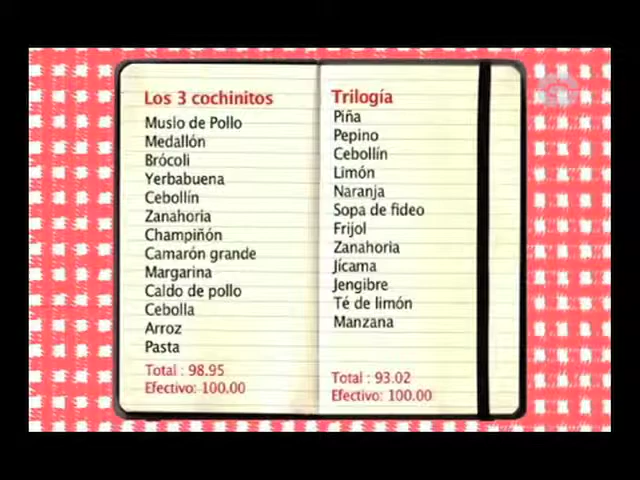 Los 3 cochinitos
Muslo de Pollo
Medallón
Brócoli
Yerbabuena
Cebollín
Zanahoria
Champiñón
Camarón grande
Margarina
Caldo de pollo
Cebolla
Arroz
Pasta
Total : 98.95
Efectivo: 100.00
Trilogía
Piña
Pepino
Cebollín
Limón
Naranja
Sopa de fideo
Frijol
Zanahoria
Jícama
Jengibre
Té de limón
Manzana
Total : 93.02
Efectivo: 100.00